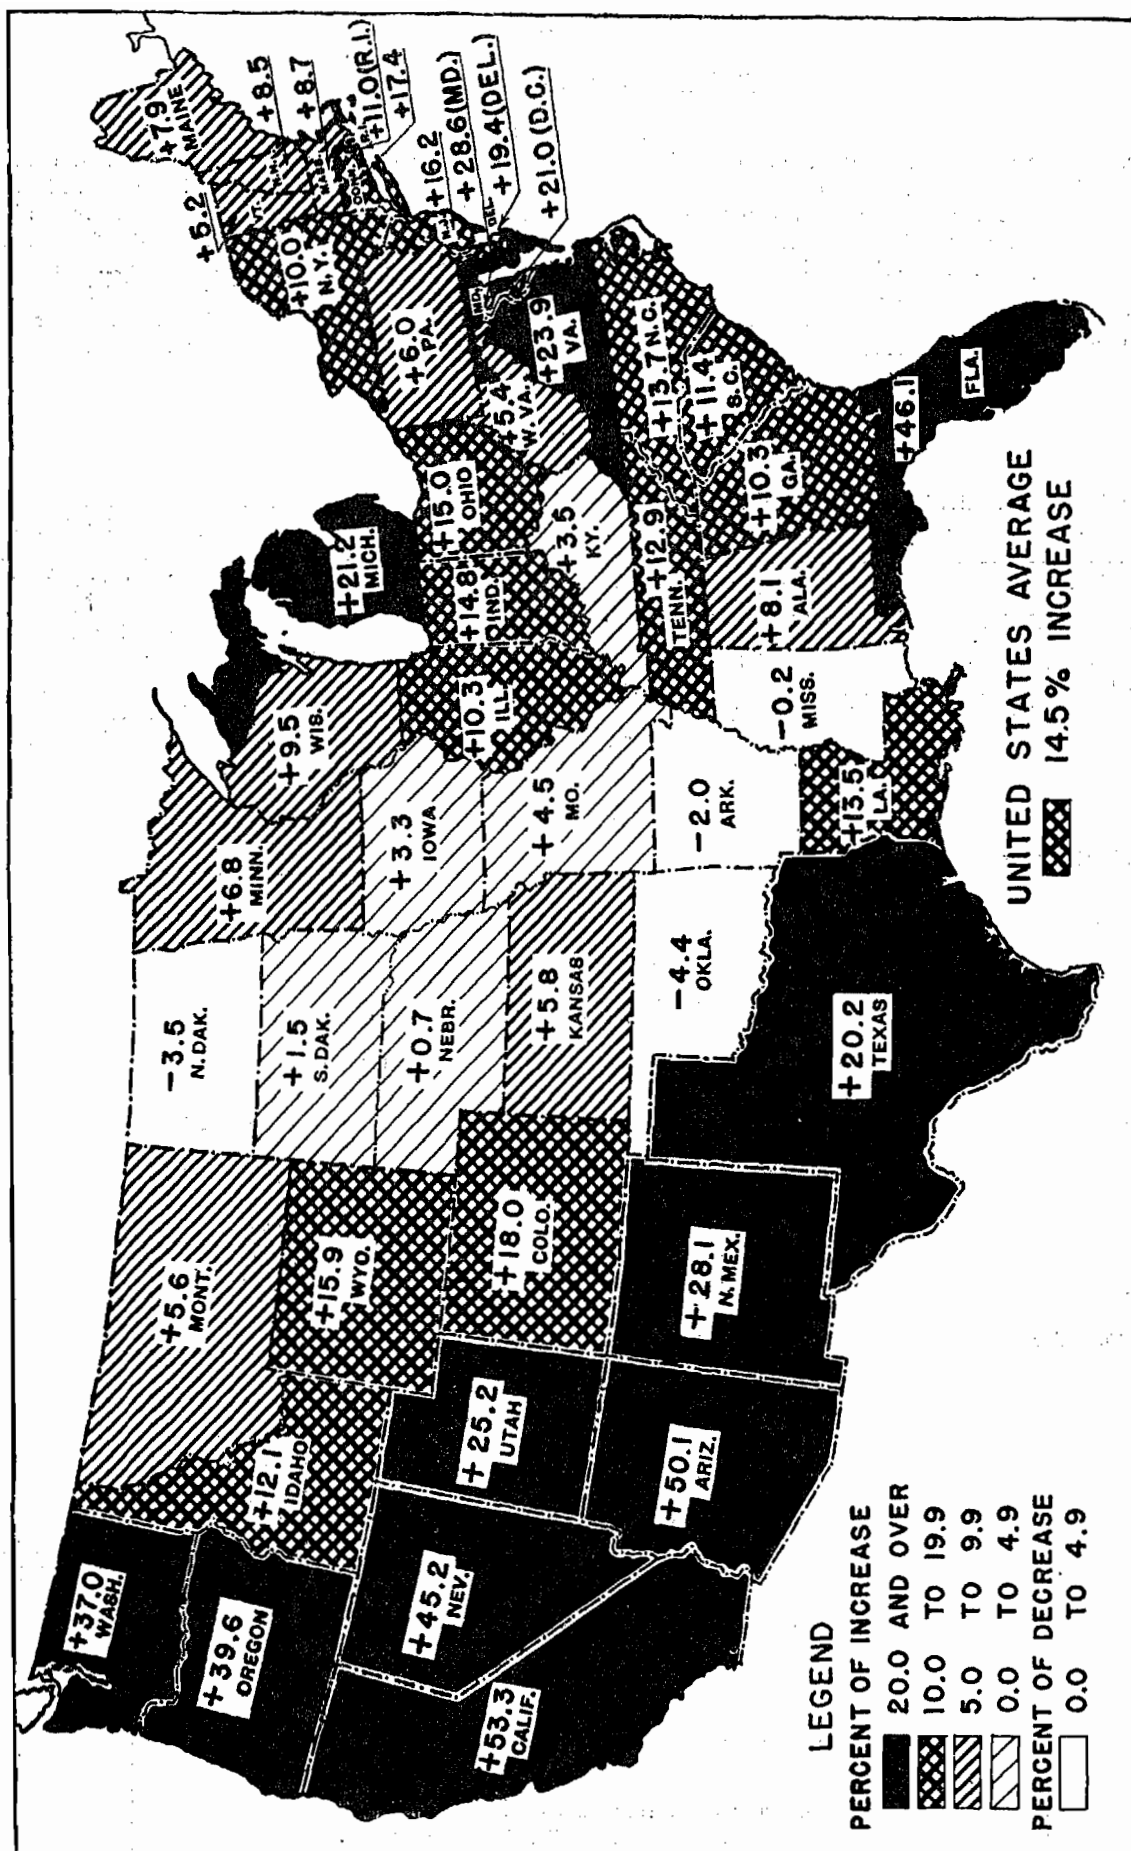 +37.0
WASH.
+39.6
OREGON
+53.3
CALIF.
+45.2
NEV.
+12.1
IDAHO
+5.6
MONT.
+15.9
WYO.
+25.2
UTAH
+18.0
COLO.
+50.1
ARIZ.
+28.1
N. MEX.
-3.5
N. DAK.
+1.5
S. DAK.
+0.7
NEBR.
+5.8
KANSAS
-4.4
OKLA.
+20.2
TEXAS
+6.8
MINN.
+3.3
IOWA
+4.5
MO.
-2.0
ARK.
+13.5
LA.
+9.5
WIS.
+10.3
ILL.
+21.2
MICH.
+14.8
IND.
+15.0
OHIO
+3.5
KY.
+12.9
TENN.
-0.2
MISS.
+8.1
ALA.
+10.3
GA.
+46.1
FLA.
+11.4
S.C.
+13.7 N.C.
+23.9
VA.
+5.4
W. VA.
+6.0
PA.
+10.0
N.Y.
+5.2
VT.
+7.9
MAINE
+8.5
N.H.
+8.7
MASS.
+11.0 (R.I.)
R.I.
+17.4
CONN.
+16.2
N.J.
+28.6 (MD.)
MD.
+19.4 (DEL.)
DEL.
+21.0 (D.C.)
LEGEND
PERCENT OF INCREASE
20.0 AND OVER
10.0 TO 19.9
5.0 TO 9.9
0.0 TO 4.9
PERCENT OF DECREASE
0.0 TO 4.9
UNITED STATES AVERAGE
14.5% INCREASE